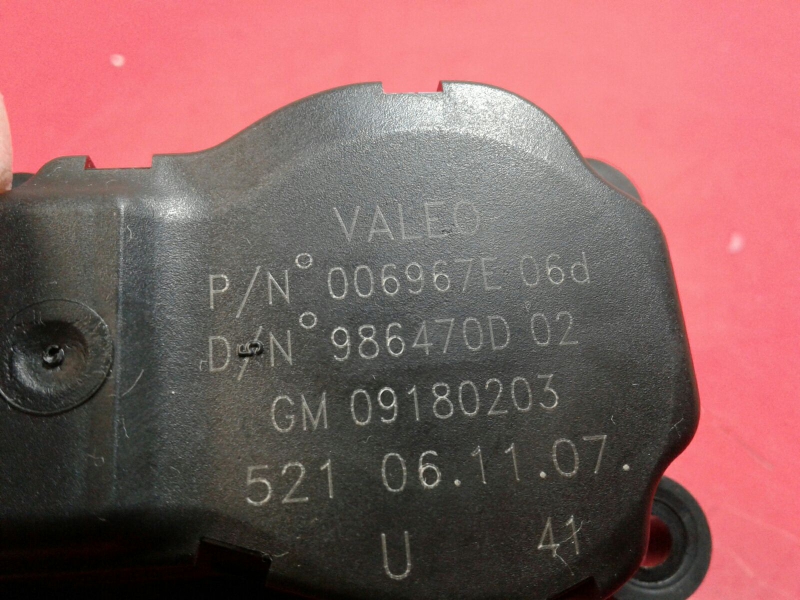 VALEO
P/N° 006967E 06d
D/N° 986470D 02
GM 09180203
521 06.11.07.
U 41